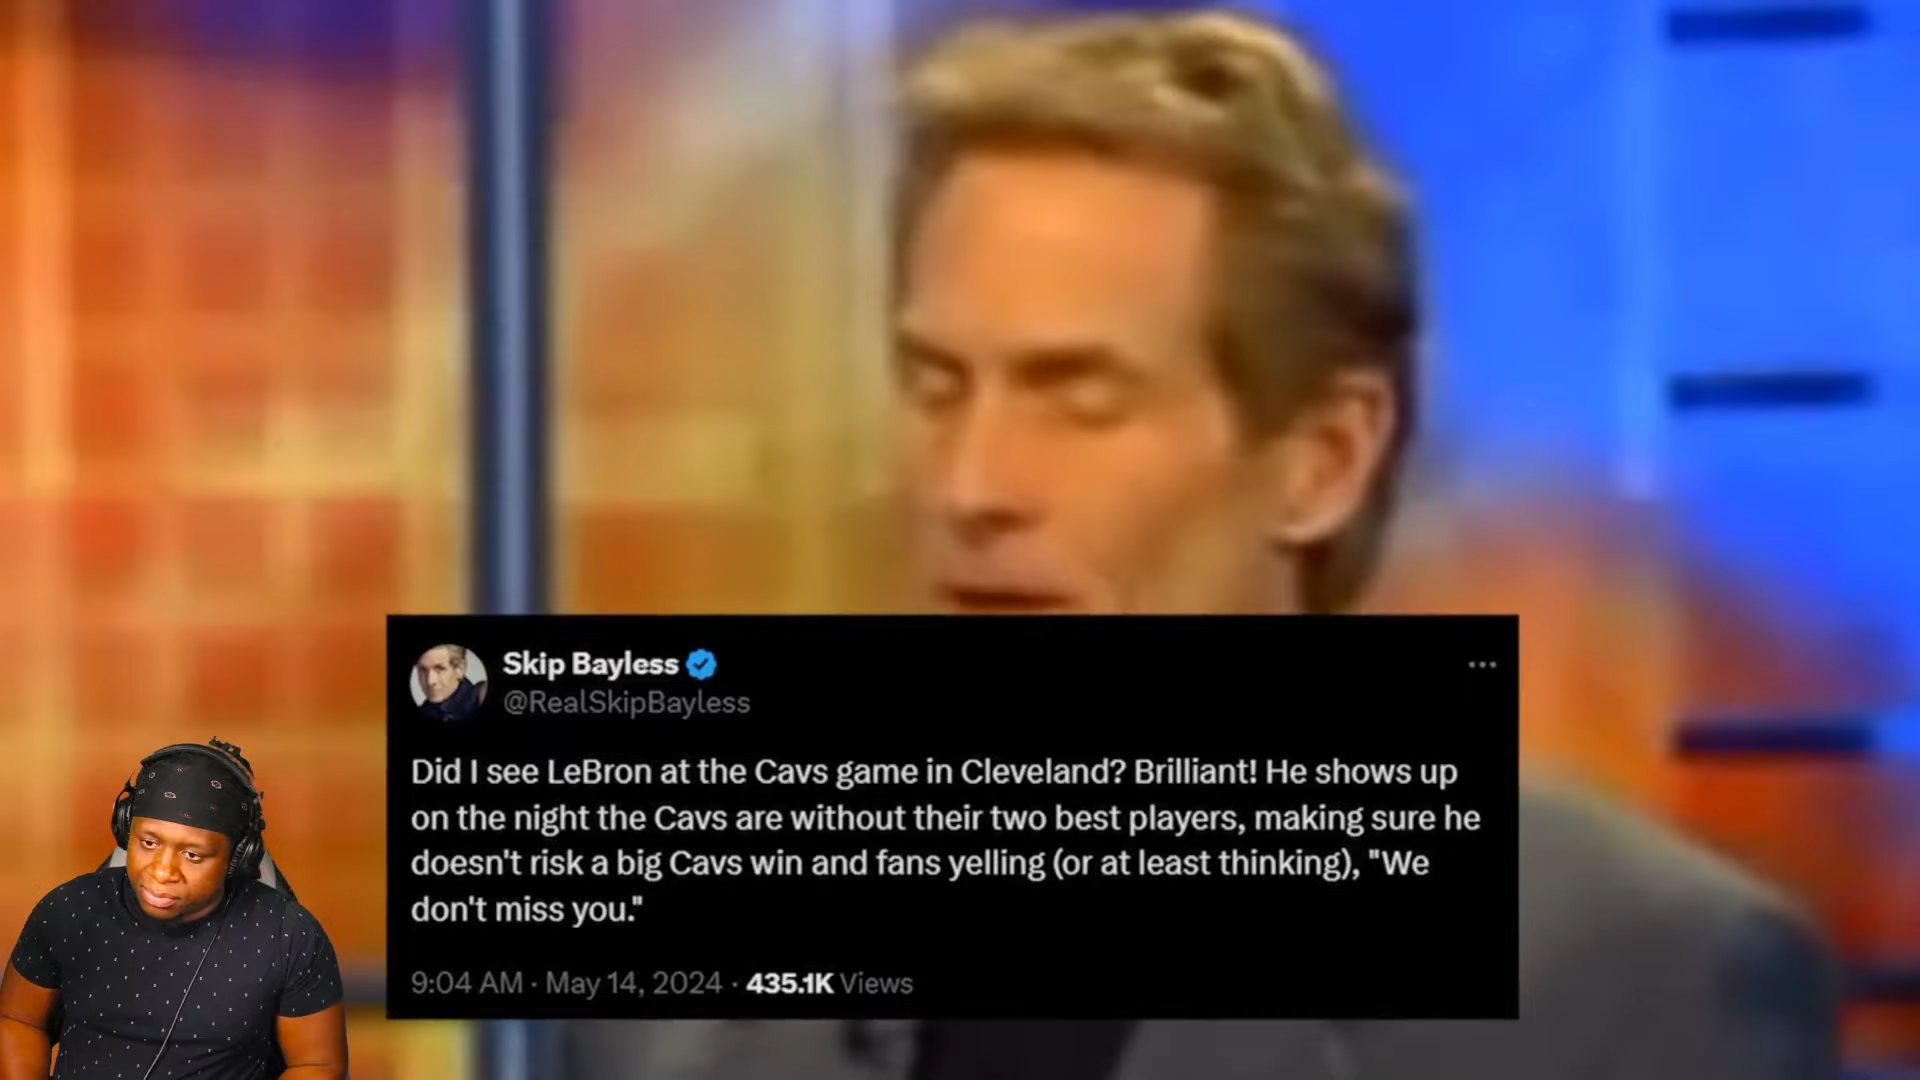 Skip Bayless
@RealSkipBayless
Did I see LeBron at the Cavs game in Cleveland? Brilliant! He shows up
on the night the Cavs are without their two best players, making sure he
doesn't risk a big Cavs win and fans yelling (or at least thinking), "We
don't miss you."
9:04 AM · May 14, 2024 · 435.1K Views